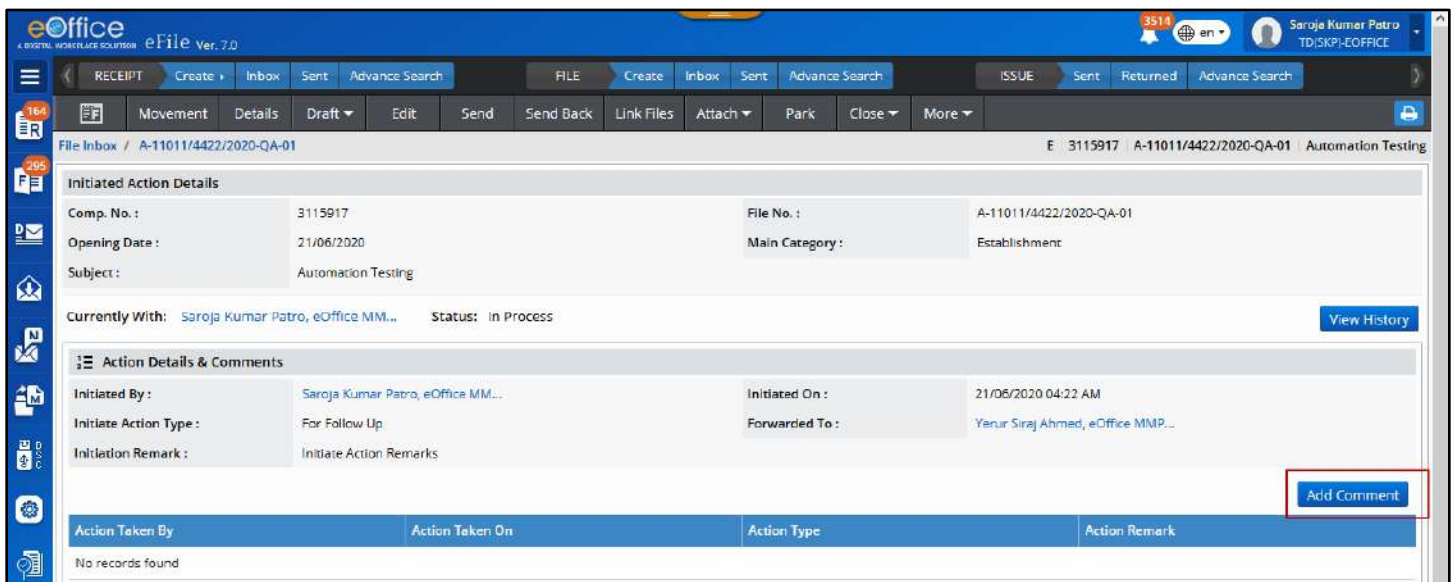 eOffice
A DIGITAL WORKPLACE SOLUTION eFile Ver. 7.0
3514 en Saroja Kumar Patro
TD(SKP)-EOFFICE
RECEIPT Create Inbox Sent Advance Search FILE Create Inbox Sent Advance Search ISSUE Sent Returned Advance Search
164 R
F Movement Details Draft Edit Send Send Back Link Files Attach Park Close More
File Inbox / A-11011/4422/2020-QA-01 E 3115917 A-11011/4422/2020-QA-01 Automation Testing
295 F
Initiated Action Details
Comp. No. : 3115917 File No. : A-11011/4422/2020-QA-01
D
Opening Date : 21/06/2020 Main Category : Establishment
Subject : Automation Testing
Currently With: Saroja Kumar Patro, eOffice MM... Status: In Process View History
N
Action Details & Comments
M
Initiated By : Saroja Kumar Patro, eOffice MM... Initiated On : 21/06/2020 04:22 AM
Initiate Action Type : For Follow Up Forwarded To : Yerur Siraj Ahmed, eOffice MMP...
DSC
Initiation Remark : Initiate Action Remarks
Add Comment
Action Taken By Action Taken On Action Type Action Remark
No records found